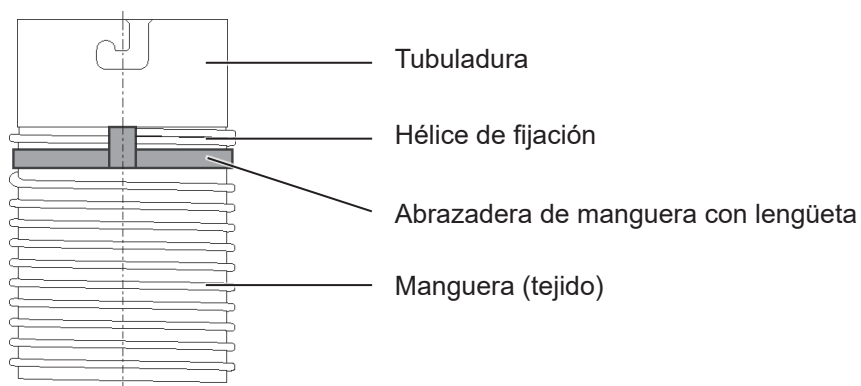 Tubuladura
Hélice de fijación
Abrazadera de manguera con lengüeta
Manguera (tejido)